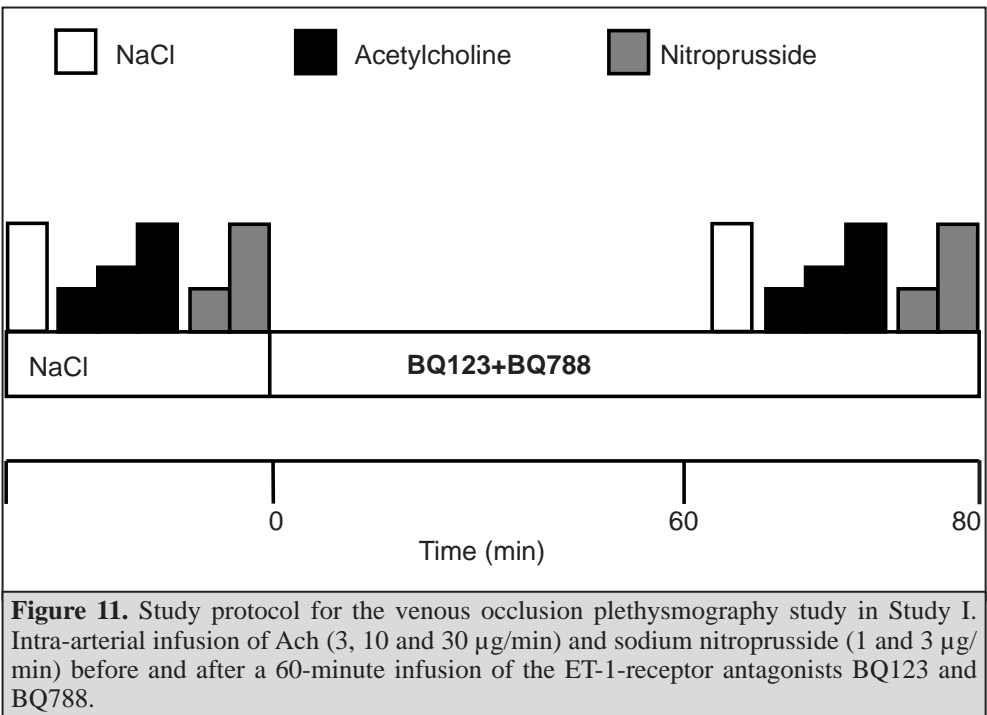 NaCl Acetylcholine Nitroprusside
NaCl BQ123+BQ788
0 60 80
Time (min)
Figure 11. Study protocol for the venous occlusion plethysmography study in Study I.
Intra-arterial infusion of Ach (3, 10 and 30 µg/min) and sodium nitroprusside (1 and 3 µg/
min) before and after a 60-minute infusion of the ET-1-receptor antagonists BQ123 and
BQ788.